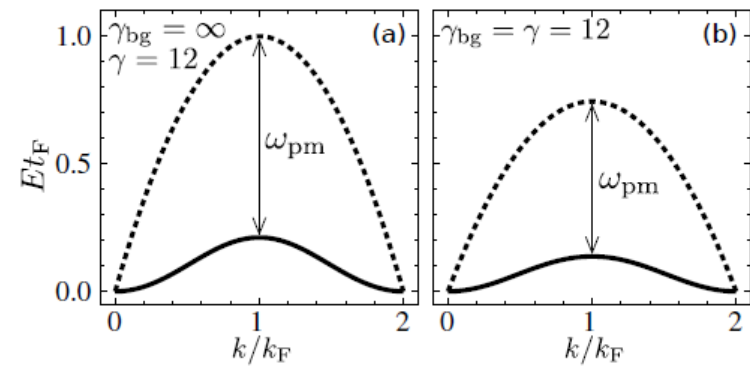 γbg = ∞
γ = 12
(a)
γbg = γ = 12
(b)
1.0
0.5
0.0
EtF
ωpm
ωpm
0
1
2
0
1
2
k/kF
k/kF